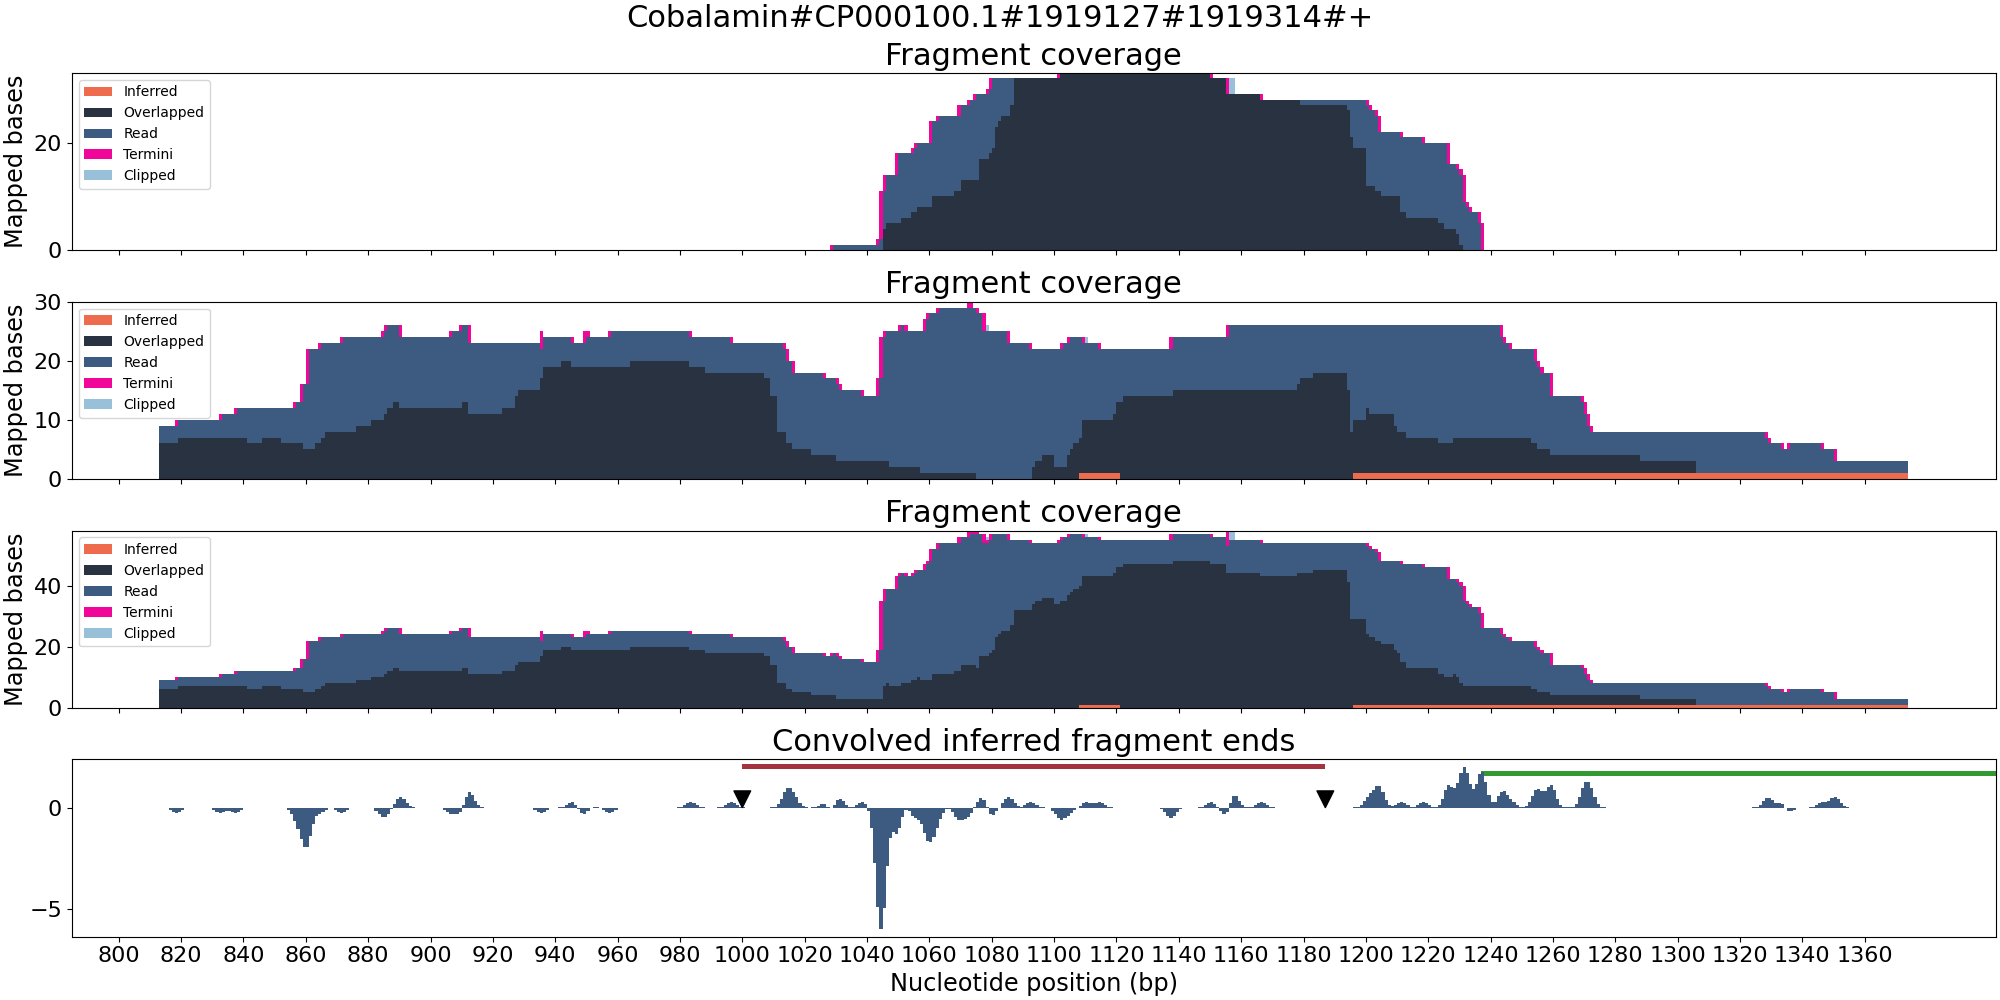 Cobalamin#CP000100.1#1919127#1919314#+
Fragment coverage
Mapped bases
20
0
Inferred
Overlapped
Read
Termini
Clipped
Fragment coverage
Mapped bases
30
20
10
0
Inferred
Overlapped
Read
Termini
Clipped
Fragment coverage
Mapped bases
40
20
0
Inferred
Overlapped
Read
Termini
Clipped
Convolved inferred fragment ends
0
−5
800 820 840 860 880 900 920 940 960 980 1000 1020 1040 1060 1080 1100 1120 1140 1160 1180 1200 1220 1240 1260 1280 1300 1320 1340 1360
Nucleotide position (bp)